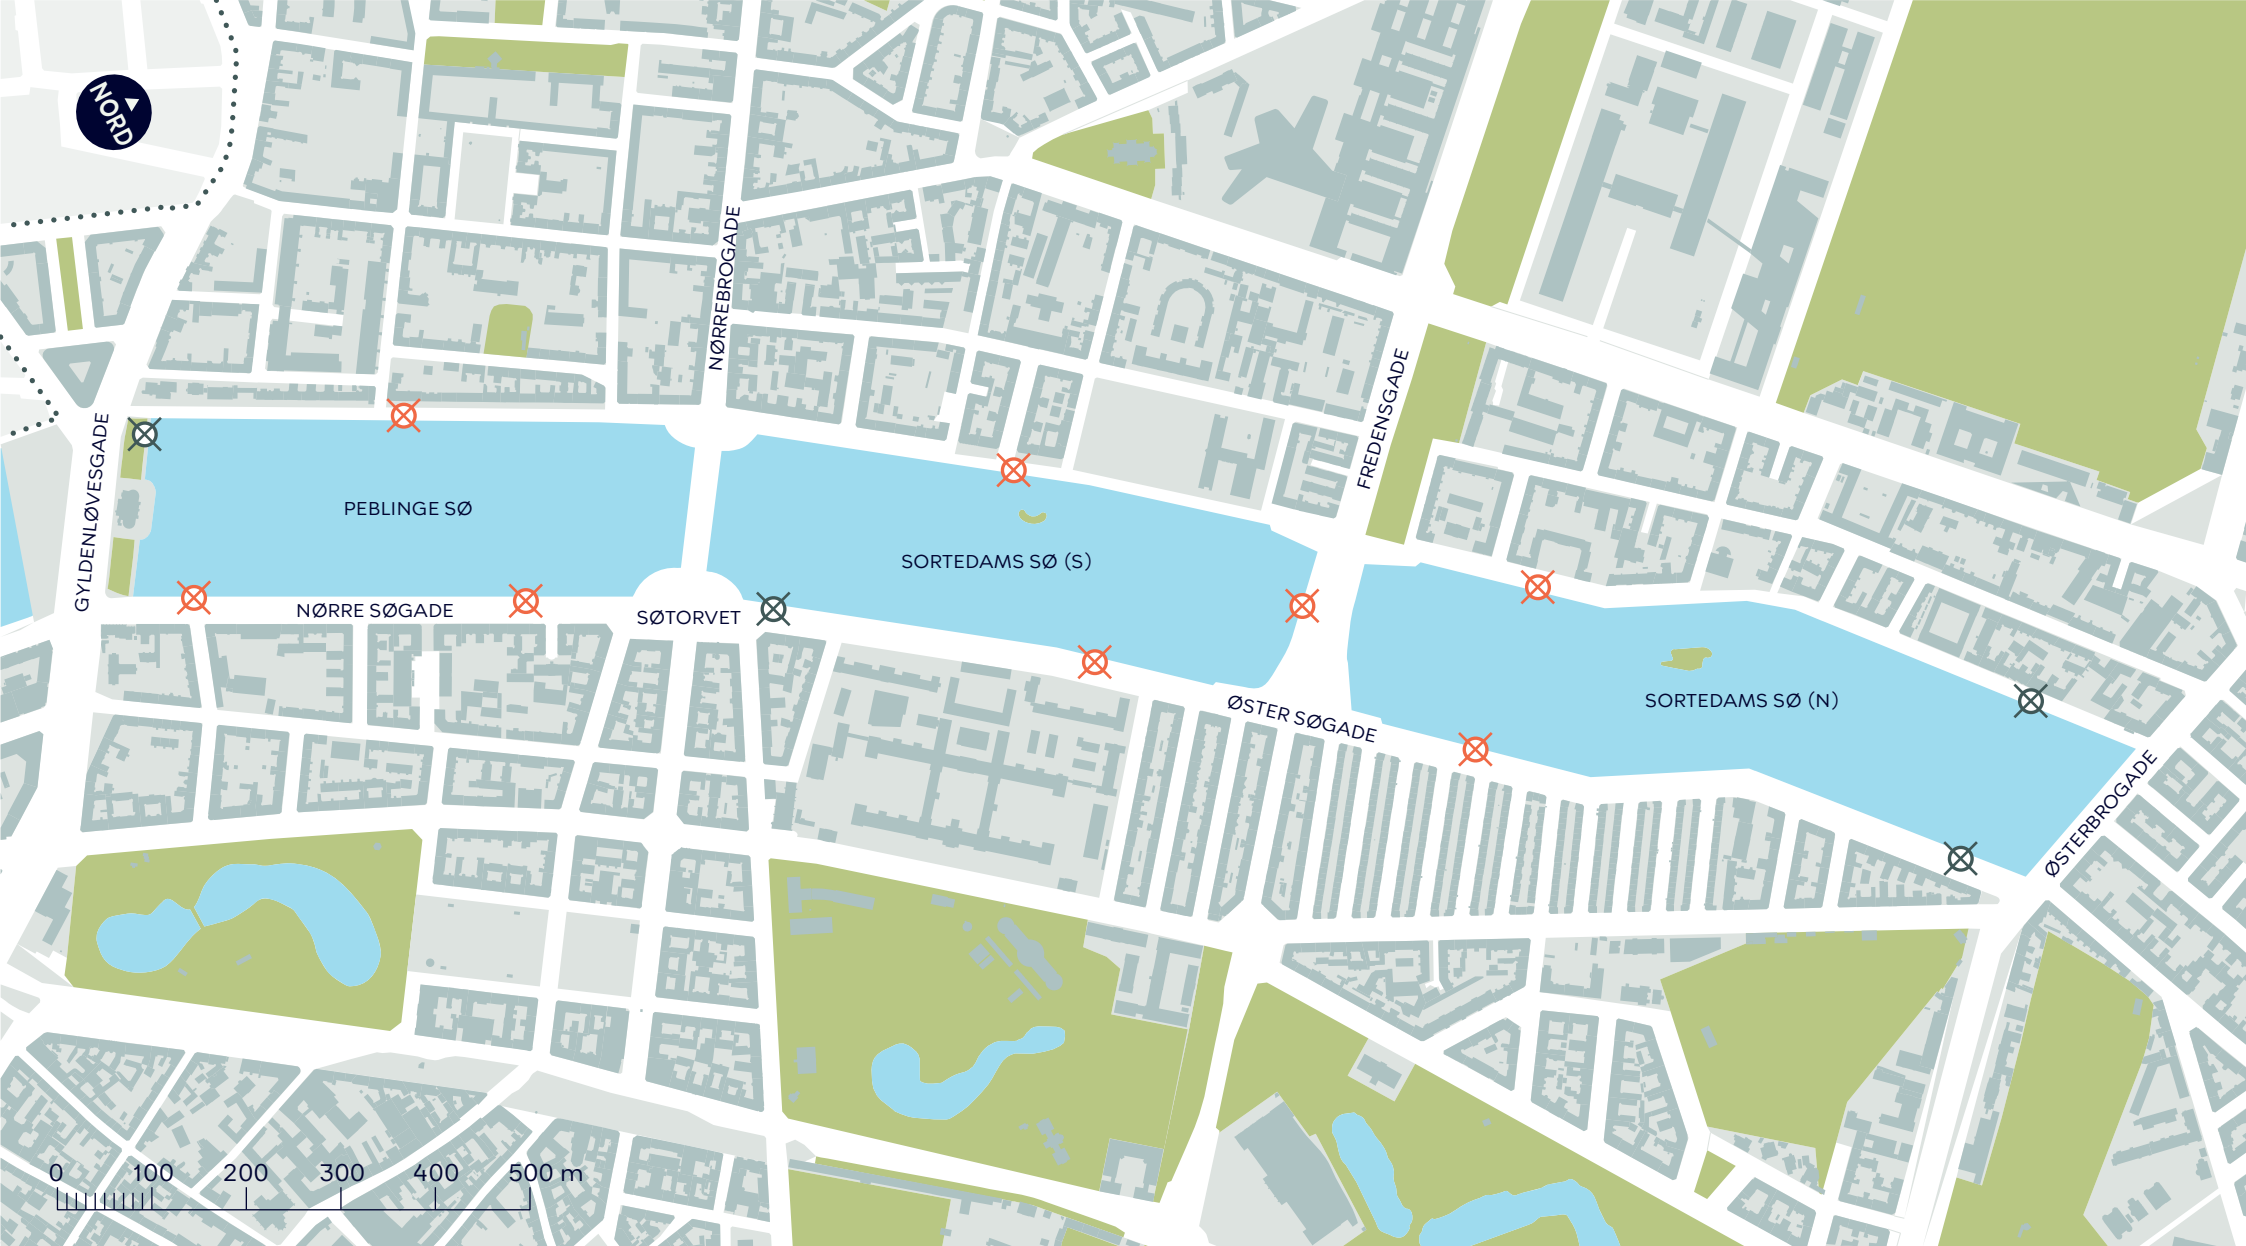 NORD
NØRREBROGADE
FREDENSGADE
GYLDENLØVESGADE
PEBLINGE SØ
SORTEDAMS SØ (S)
NØRRE SØGADE
SØTORVET
SORTEDAMS SØ (N)
ØSTER SØGADE
ØSTERBROGADE
0 100 200 300 400 500 m